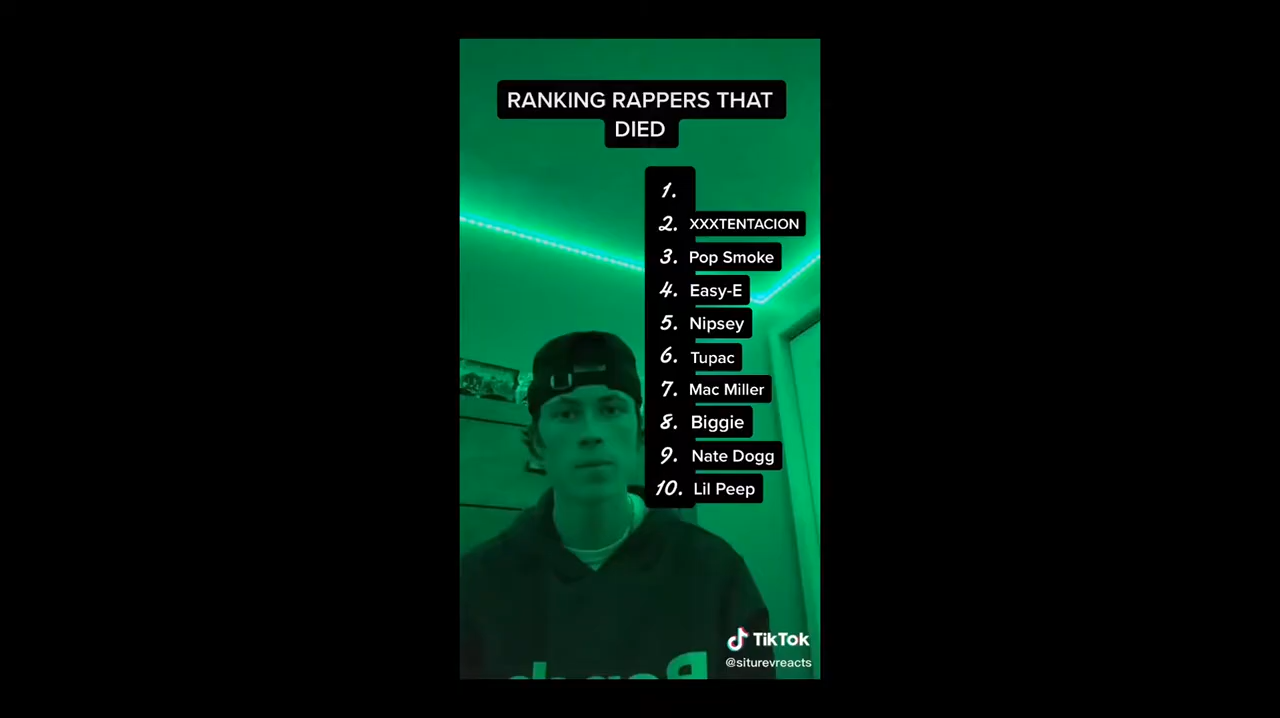 RANKING RAPPERS THAT
DIED
1.
2. XXXTENTACION
3. Pop Smoke
4. Easy-E
5. Nipsey
6. Tupac
7. Mac Miller
8. Biggie
9. Nate Dogg
10. Lil Peep
TikTok
@siturevreacts